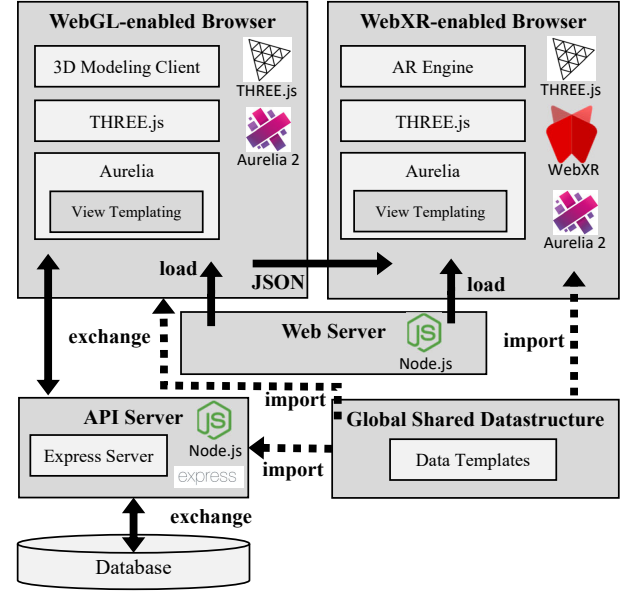 WebGL-enabled Browser
3D Modeling Client
THREE.js
THREE.js
Aurelia 2
Aurelia
View Templating
WebXR-enabled Browser
AR Engine
THREE.js
THREE.js
WebXR
Aurelia
View Templating
Aurelia 2
load
JSON
load
exchange
import
Web Server
JS
Node.js
import
API Server
JS
Node.js
Express Server
express
import
Global Shared Datastructure
Data Templates
exchange
Database